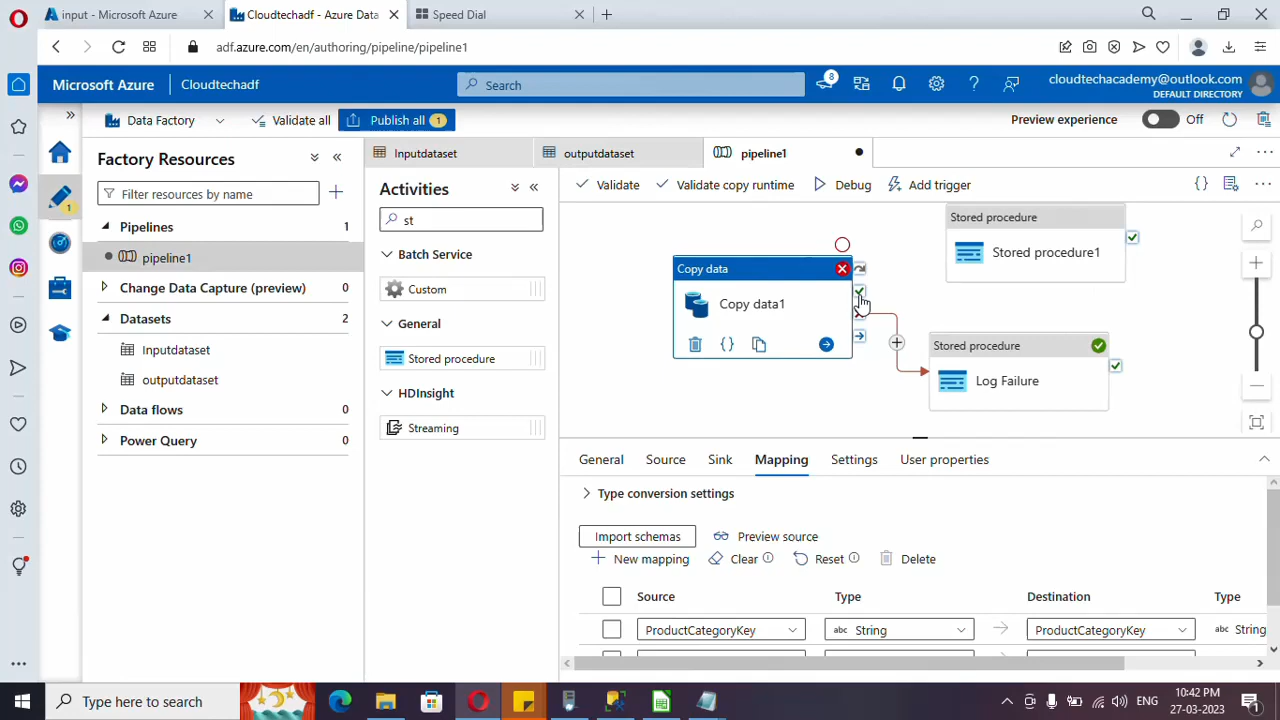 input - Microsoft Azure
Cloudtechadf - Azure Data
Speed Dial
adf.azure.com/en/authoring/pipeline/pipeline1
Microsoft Azure
Cloudtechadf
Search
8
cloudtechacademy@outlook.com
DEFAULT DIRECTORY
Data Factory
Validate all
Publish all
1
Preview experience
Off
Factory Resources
Inputdataset
outputdataset
pipeline1
Filter resources by name
Activities
Validate
Validate copy runtime
Debug
Add trigger
1
Pipelines
1
pipeline1
Change Data Capture (preview)
0
Datasets
2
Inputdataset
outputdataset
Data flows
0
Power Query
0
st
Batch Service
Custom
General
Stored procedure
HDInsight
Streaming
Stored procedure
Stored procedure1
Copy data
Copy data1
Stored procedure
Log Failure
General
Source
Sink
Mapping
Settings
User properties
Type conversion settings
Import schemas
Preview source
New mapping
Clear
Reset
Delete
Source
Type
Destination
Type
ProductCategoryKey
abc String
ProductCategoryKey
abc String
Type here to search
ENG
10:42 PM
27-03-2023
1